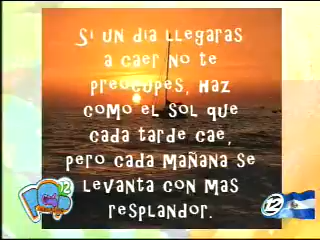 Si un dia llegaras
a caer no te
preocupes, haz
como el sol que
cada tarde cae,
pero cada mañana se
levanta con mas
resplandor.
12
12